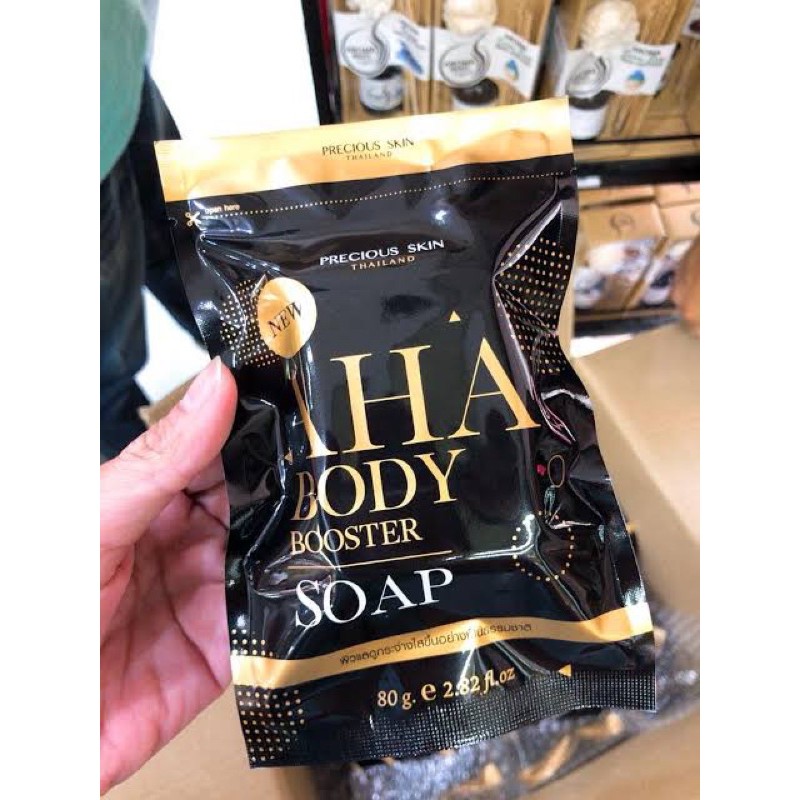 PRECIOUS SKIN
THAILAND
open here
PRECIOUS SKIN
THAILAND
NEW
AHA
BODY
BOOSTER
SOAP
80 g. e 2.82 fl.oz